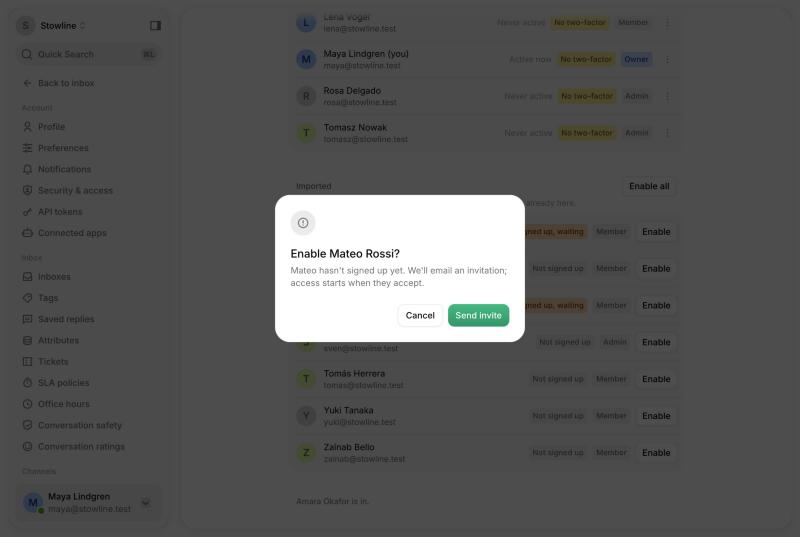 S Stowline
Quick Search ⌘L
Back to inbox
Account
Profile
Preferences
Notifications
Security & access
API tokens
Connected apps
Inbox
Inboxes
Tags
Saved replies
Attributes
Tickets
SLA policies
Office hours
Conversation safety
Conversation ratings
Channels
M Maya Lindgren
maya@stowline.test
L Lena Vogel Never active No two-factor Member
lena@stowline.test
M Maya Lindgren (you) Active now No two-factor Owner
maya@stowline.test
R Rosa Delgado Never active No two-factor Admin
rosa@stowline.test
T Tomasz Nowak Never active No two-factor Admin
tomasz@stowline.test
Imported Enable all
already here.
up, waiting Member Enable
Not signed up Member Enable
up, waiting Member Enable
Not signed up Admin Enable
sven@stowline.test
T Tomás Herrera Not signed up Member Enable
tomas@stowline.test
Y Yuki Tanaka Not signed up Member Enable
yuki@stowline.test
Z Zainab Bello Not signed up Member Enable
zainab@stowline.test
Amara Okafor is in.
Enable Mateo Rossi?
Mateo hasn't signed up yet. We'll email an invitation;
access starts when they accept.
Cancel Send invite